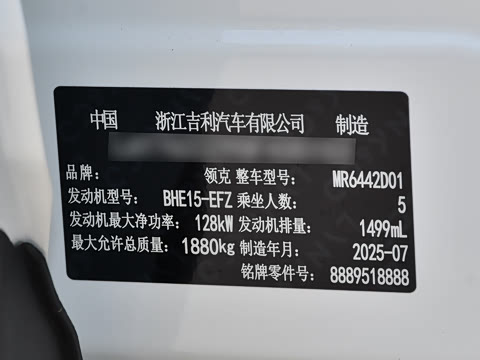 中国 浙江吉利汽车有限公司 制造
品牌: 领克 整车型号: MR6442D01
发动机型号: BHE15-EFZ 乘坐人数: 5
发动机最大净功率: 128kW 发动机排量: 1499mL
最大允许总质量: 1880kg 制造年月: 2025-07
铭牌零件号: 8889518888